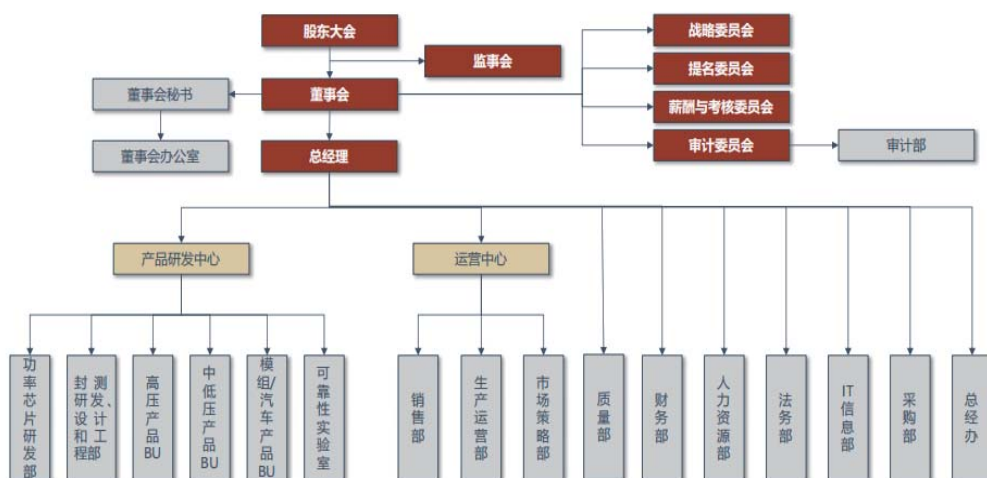 股东大会
监事会
董事会
董事会秘书
董事会办公室
总经理
战略委员会
提名委员会
薪酬与考核委员会
审计委员会
审计部
产品研发中心
运营中心
功率芯片研发部
封测研发、设计和工程部
高压产品BU
中低压产品BU
模组/汽车产品BU
可靠性实验室
销售部
生产运营部
市场策略部
质量部
财务部
人力资源部
法务部
IT信息部
采购部
总经办